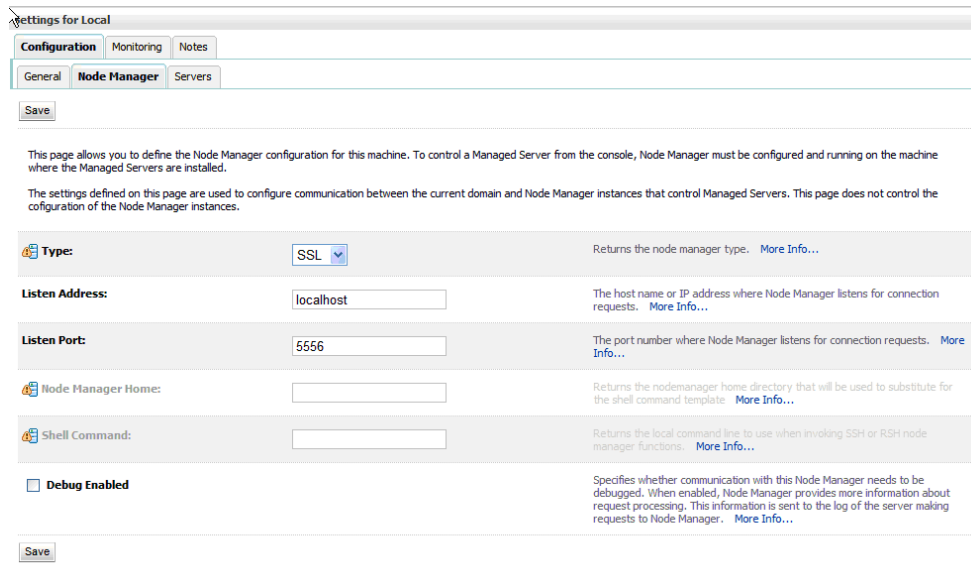 Settings for Local
Configuration Monitoring Notes
General Node Manager Servers
Save
This page allows you to define the Node Manager configuration for this machine. To control a Managed Server from the console, Node Manager must be configured and running on the machine
where the Managed Servers are installed.
The settings defined on this page are used to configure communication between the current domain and Node Manager instances that control Managed Servers. This page does not control the
cofiguration of the Node Manager instances.
Type: SSL Returns the node manager type. More Info...
Listen Address: localhost The host name or IP address where Node Manager listens for connection
requests. More Info...
Listen Port: 5556 The port number where Node Manager listens for connection requests. More
Info...
Node Manager Home: Returns the nodemanager home directory that will be used to substitute for
the shell command template More Info...
Shell Command: Returns the local command line to use when invoking SSH or RSH node
manager functions. More Info...
Debug Enabled Specifies whether communication with this Node Manager needs to be
debugged. When enabled, Node Manager provides more information about
request processing. This information is sent to the log of the server making
requests to Node Manager. More Info...
Save